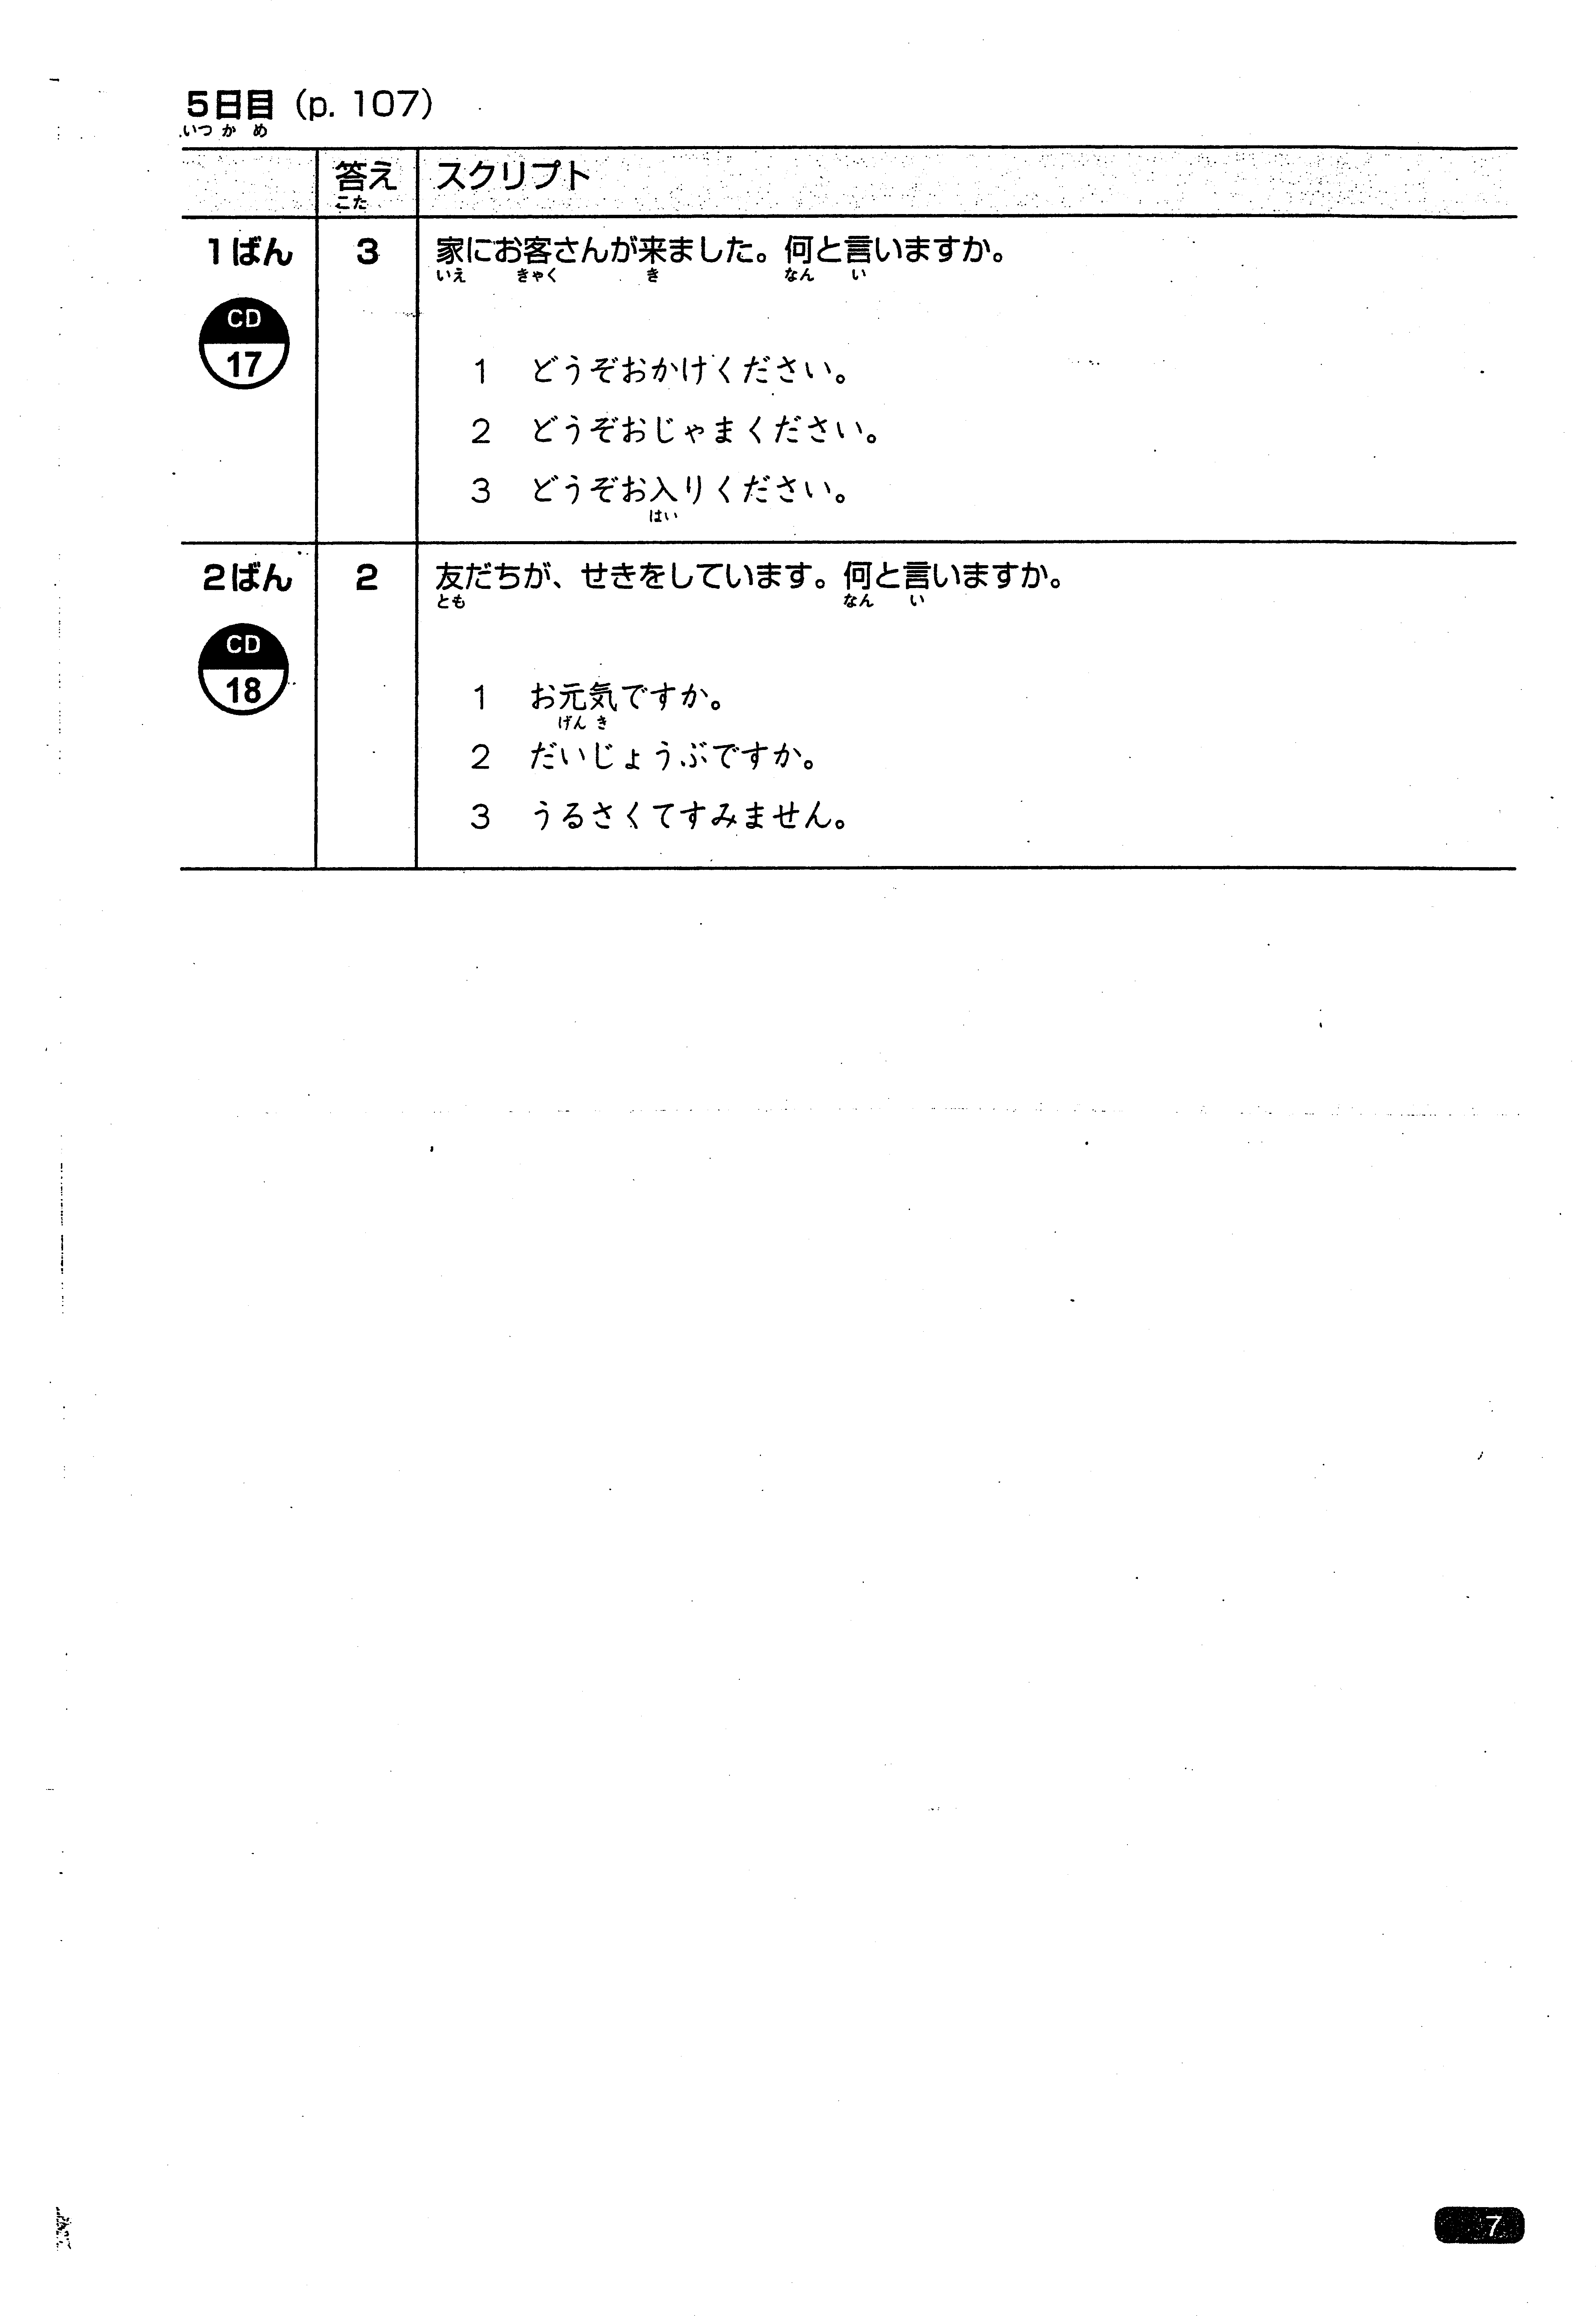 5日目 (p. 107)
いつ か め
答え スクリプト
こた
1ばん 3 家にお客さんが来ました。何と言いますか。
いえ きゃく き なん い
CD
17
1 どうぞおかけください。
2 どうぞおじゃまください。
3 どうぞお入りください。
はい
2ばん 2 友だちが、せきをしています。何と言いますか。
とも なん い
CD
18
1 お元気ですか。
げん き
2 だいじょうぶですか。
3 うるさくてすみません。
7